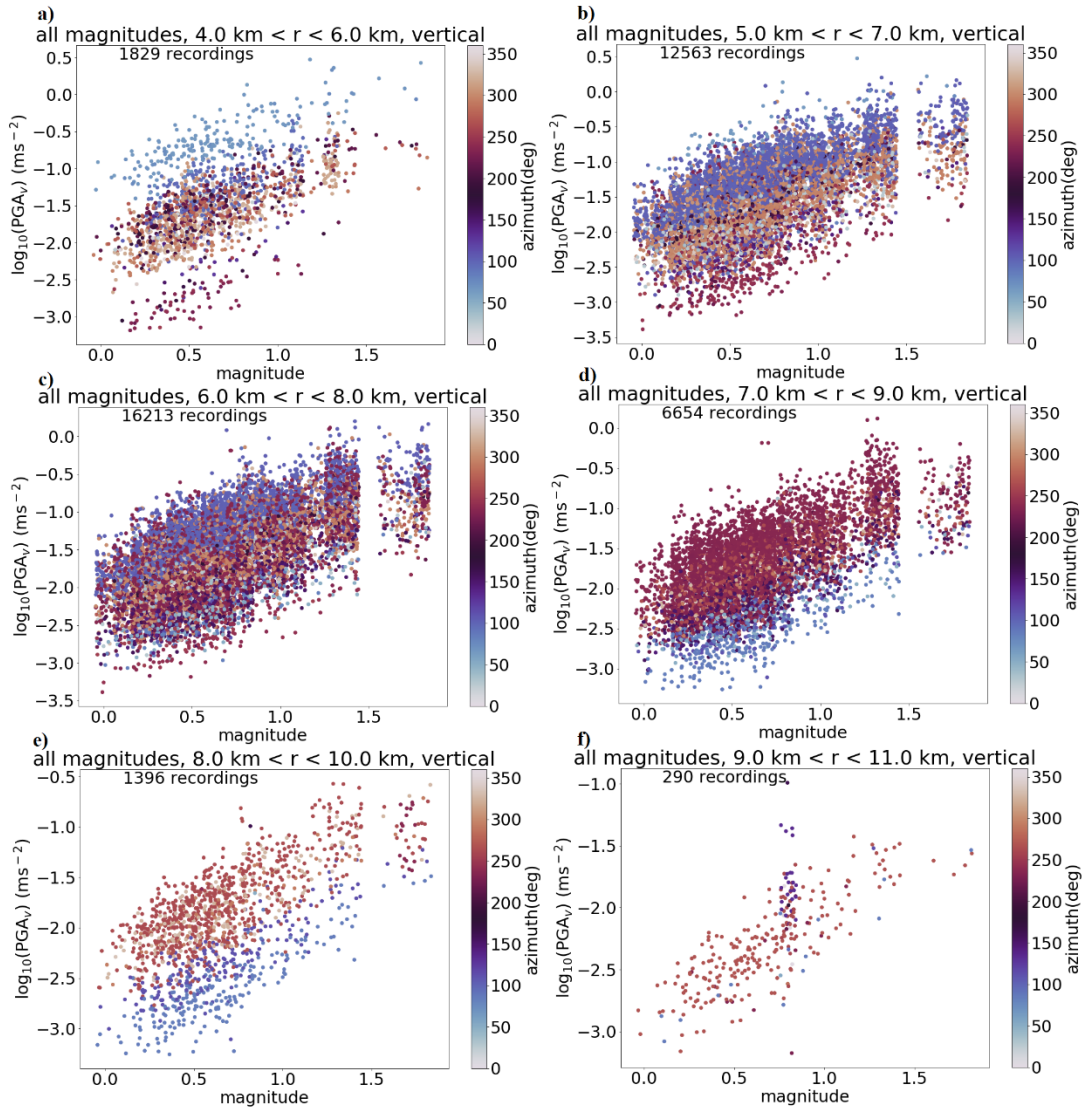 a)
all magnitudes, 4.0 km < r < 6.0 km, vertical
1829 recordings
0.5
0.0
−0.5
−1.0
−1.5
−2.0
−2.5
−3.0
log10(PGAv) (ms−2)
0.0 0.5 1.0 1.5
magnitude
350
300
250
200
150
100
50
0
azimuth(deg)
b)
all magnitudes, 5.0 km < r < 7.0 km, vertical
12563 recordings
0.5
0.0
−0.5
−1.0
−1.5
−2.0
−2.5
−3.0
−3.5
log10(PGAv) (ms−2)
0.0 0.5 1.0 1.5
magnitude
350
300
250
200
150
100
50
0
azimuth(deg)
c)
all magnitudes, 6.0 km < r < 8.0 km, vertical
16213 recordings
0.0
−0.5
−1.0
−1.5
−2.0
−2.5
−3.0
−3.5
log10(PGAv) (ms−2)
0.0 0.5 1.0 1.5
magnitude
350
300
250
200
150
100
50
0
azimuth(deg)
d)
all magnitudes, 7.0 km < r < 9.0 km, vertical
6654 recordings
0.0
−0.5
−1.0
−1.5
−2.0
−2.5
−3.0
log10(PGAv) (ms−2)
0.0 0.5 1.0 1.5
magnitude
350
300
250
200
150
100
50
0
azimuth(deg)
e)
all magnitudes, 8.0 km < r < 10.0 km, vertical
1396 recordings
−0.5
−1.0
−1.5
−2.0
−2.5
−3.0
log10(PGAv) (ms−2)
0.0 0.5 1.0 1.5
magnitude
350
300
250
200
150
100
50
0
azimuth(deg)
f)
all magnitudes, 9.0 km < r < 11.0 km, vertical
290 recordings
−1.0
−1.5
−2.0
−2.5
−3.0
log10(PGAv) (ms−2)
0.0 0.5 1.0 1.5
magnitude
350
300
250
200
150
100
50
0
azimuth(deg)